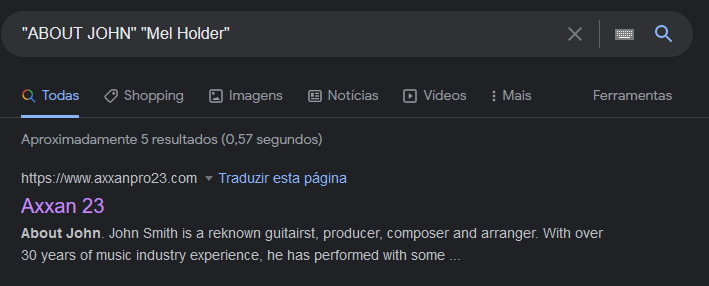 "ABOUT JOHN" "Mel Holder"
Todas Shopping Imagens Notícias Vídeos Mais Ferramentas
Aproximadamente 5 resultados (0,57 segundos)
https://www.axxanpro23.com Traduzir esta página
Axxan 23
About John. John Smith is a reknown guitairst, producer, composer and arranger. With over
30 years of music industry experience, he has performed with some ...